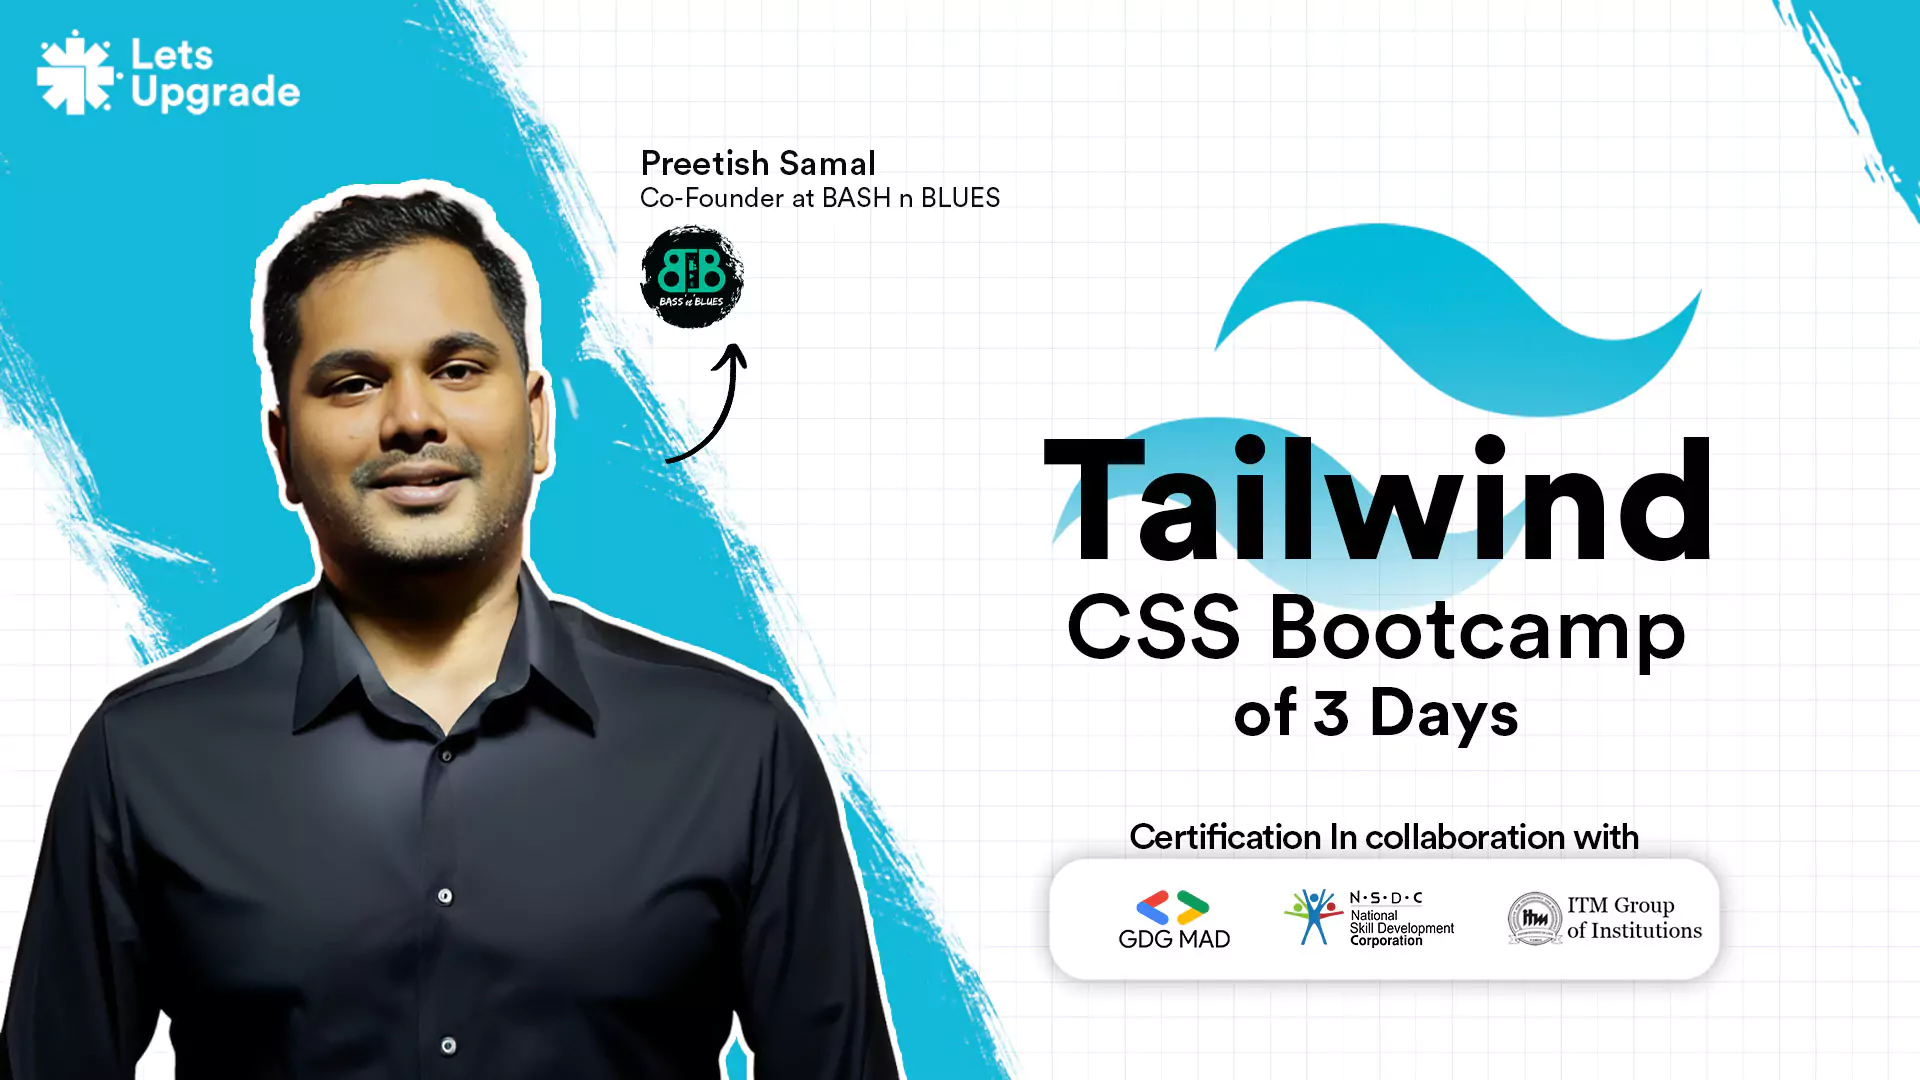 Lets
Upgrade
Preetish Samal
Co-Founder at BASH n BLUES
BASS n' BLUES
Tailwind
CSS Bootcamp
of 3 Days
Certification In collaboration with
GDG MAD
N·S·D·C
National
Skill Development
Corporation
itm
ITM Group
of Institutions